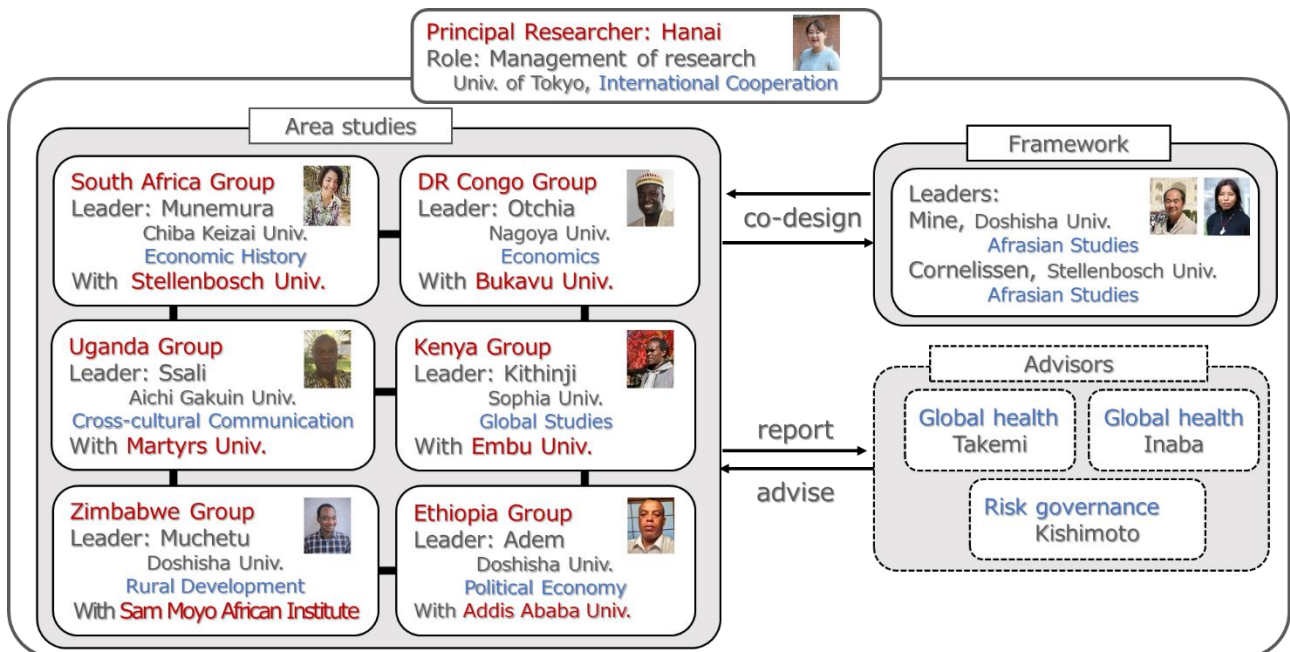 Principal Researcher: Hanai
Role: Management of research
Univ. of Tokyo, International Cooperation
Area studies
South Africa Group
Leader: Munemura
Chiba Keizai Univ.
Economic History
With Stellenbosch Univ.
DR Congo Group
Leader: Otchia
Nagoya Univ.
Economics
With Bukavu Univ.
Uganda Group
Leader: Ssali
Aichi Gakuin Univ.
Cross-cultural Communication
With Martyrs Univ.
Kenya Group
Leader: Kithinji
Sophia Univ.
Global Studies
With Embu Univ.
Zimbabwe Group
Leader: Muchetu
Doshisha Univ.
Rural Development
With Sam Moyo African Institute
Ethiopia Group
Leader: Adem
Doshisha Univ.
Political Economy
With Addis Ababa Univ.
co-design
Framework
Leaders:
Mine, Doshisha Univ.
Afrasian Studies
Cornelissen, Stellenbosch Univ.
Afrasian Studies
report
advise
Advisors
Global health
Takemi
Global health
Inaba
Risk governance
Kishimoto